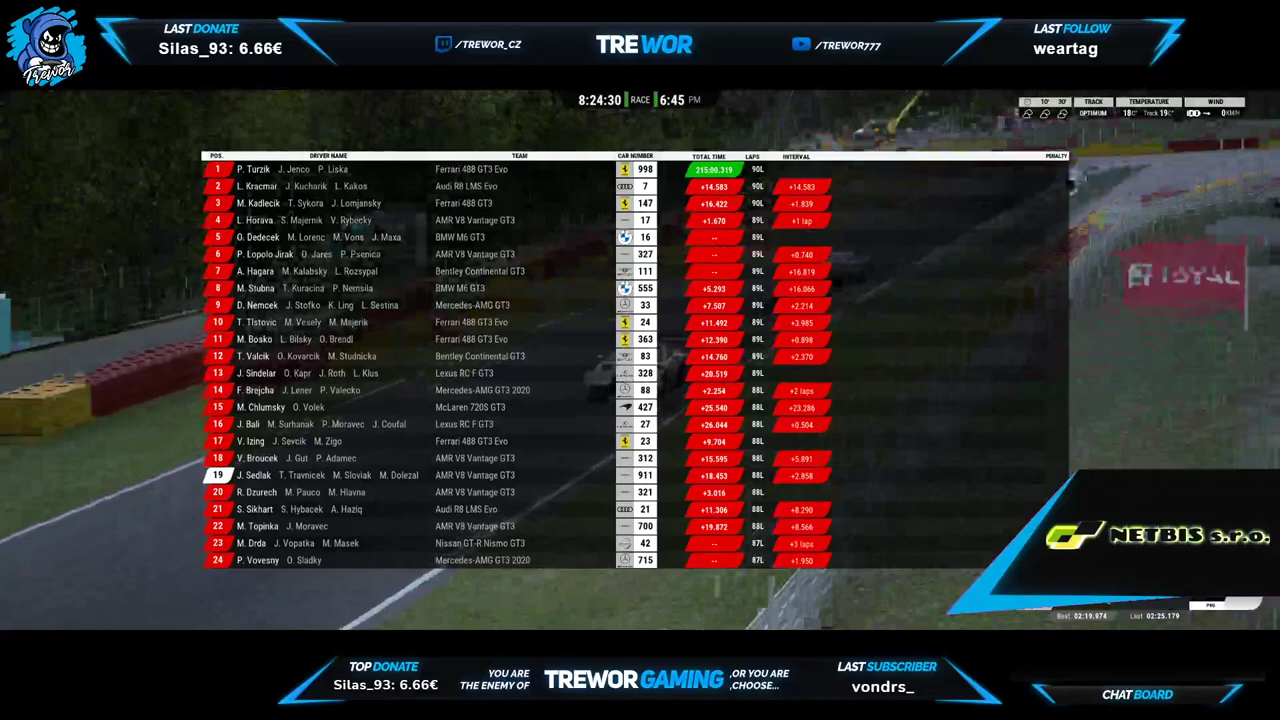 LAST DONATE
Silas_93: 6.66€
/TREWOR_CZ
TREWOR
/TREWOR777
LAST FOLLOW
weartag
Trewor
8:24:30 RACE 6:45 PM
10' 30' TRACK TEMPERATURE WIND
OPTIMUM 18C° Track 19C° 0KM/H
POS. DRIVER NAME TEAM CAR NUMBER TOTAL TIME LAPS INTERVAL PENALTY
1 P. Turzik J. Jenco P. Liska Ferrari 488 GT3 Evo 998 215:00.319 90L
2 L. Kracmar J. Kucharik L. Kakos Audi R8 LMS Evo 7 +14.583 90L +14.583
3 M. Kadlecik T. Sykora J. Lomjansky Ferrari 488 GT3 147 +16.422 90L +1.839
4 L. Horava S. Majernik V. Rybecky AMR V8 Vantage GT3 17 +1.670 89L +1 lap
5 O. Dedecek M. Lorenc M. Vons J. Maxa BMW M6 GT3 16 -- 89L
6 P. Lopolo Jirak D. Jares P. Psenica AMR V8 Vantage GT3 327 -- 89L +0.740
7 A. Hagara M. Kalabsky L. Rozsypal Bentley Continental GT3 111 -- 89L +16.819
8 M. Stubna T. Kuracina P. Nemsila BMW M6 GT3 555 +5.293 89L +16.066
9 D. Nemcek J. Stofko K. Ling L. Sestina Mercedes-AMG GT3 33 +7.507 89L +2.214
10 T. Tlstovic M. Vesely M. Majerik Ferrari 488 GT3 Evo 24 +11.492 89L +3.985
11 M. Bosko L. Bilsky O. Brendl Ferrari 488 GT3 Evo 363 +12.390 89L +0.898
12 T. Valcik O. Kovarcik M. Studnicka Bentley Continental GT3 83 +14.760 89L +2.370
13 J. Sindelar O. Kapr J. Roth L. Klus Lexus RC F GT3 328 +20.519 89L
14 F. Brejcha J. Lener P. Valecko Mercedes-AMG GT3 2020 88 +2.254 88L +2 laps
15 M. Chlumsky O. Volek McLaren 720S GT3 427 +25.540 88L +23.286
16 J. Bali M. Surhanak P. Moravec J. Coufal Lexus RC F GT3 27 +26.044 88L +0.504
17 V. Izing J. Sevcik M. Zigo Ferrari 488 GT3 Evo 23 +9.704 88L
18 V. Broucek J. Gut P. Adamec AMR V8 Vantage GT3 312 +15.595 88L +5.891
19 J. Sedlak T. Travnicek M. Sloviak M. Dolezal AMR V8 Vantage GT3 911 +18.453 88L +2.858
20 R. Dzurech M. Pauco M. Hlavna AMR V8 Vantage GT3 321 +3.016 88L
21 S. Sikhart S. Hybacek A. Haziq Audi R8 LMS Evo 21 +11.306 88L +8.290
22 M. Topinka J. Moravec AMR V8 Vantage GT3 700 +19.872 88L +8.566
23 M. Drda J. Vopatka M. Masek Nissan GT-R Nismo GT3 42 -- 87L +3 laps
24 P. Vovesny O. Sladky Mercedes-AMG GT3 2020 715 -- 87L +1.950
NETBIS s.r.o.
PRO
Best: 02:19.974 Last 02:25.179
TOP DONATE
Silas_93: 6.66€
YOU ARE
THE ENEMY OF
TREWOR GAMING
,OR YOU ARE
,CHOOSE...
LAST SUBSCRIBER
vondrs_
CHAT BOARD